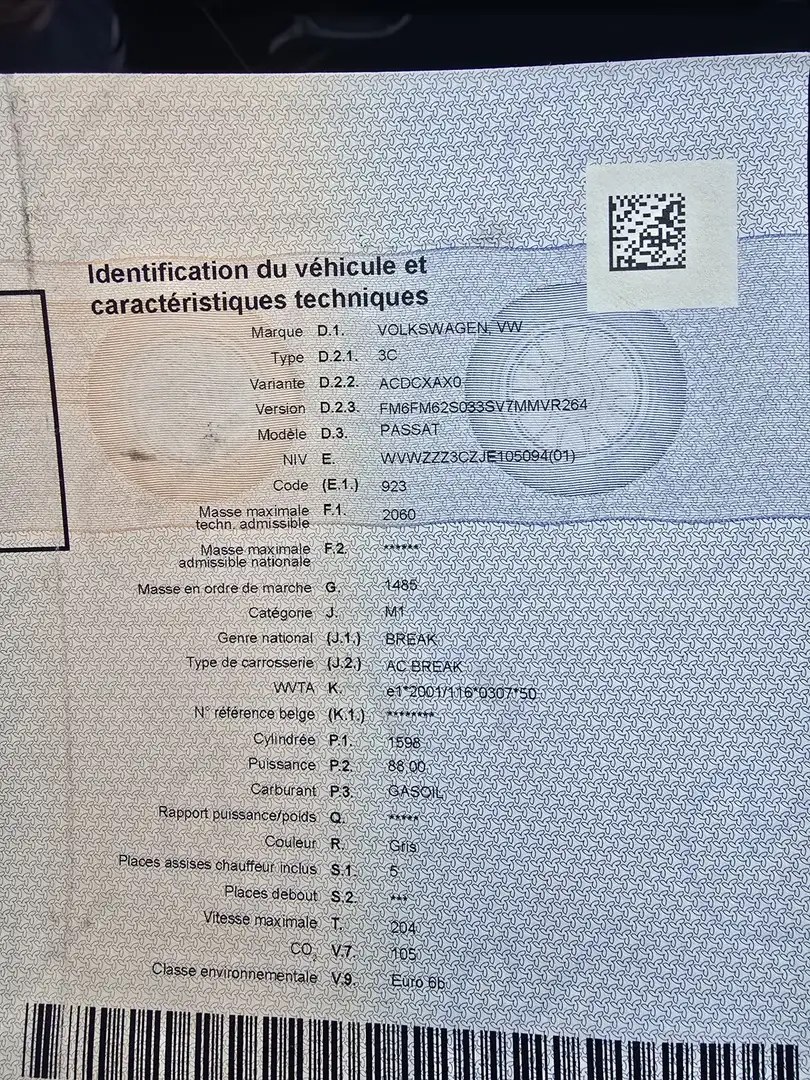 Identification du véhicule et
caractéristiques techniques
Marque D.1. VOLKSWAGEN, VW
Type D.2.1. 3C
Variante D.2.2. ACDCXAX0
Version D.2.3. FM6FM62S033SV7MMVR264
Modèle D.3. PASSAT
NIV E. WVWZZZ3CZJE105094(01)
Code (E.1.) 923
Masse maximale
techn. admissible F.1. 2060
Masse maximale
admissible nationale F.2. ******
Masse en ordre de marche G. 1485
Catégorie J. M1
Genre national (J.1.) BREAK
Type de carrosserie (J.2.) AC BREAK
WVTA K. e1*2001/116*0307*50
N° référence belge (K.1.) ********
Cylindrée P.1. 1598
Puissance P.2. 88,00
Carburant P.3. GASOIL
Rapport puissance/poids Q. *****
Couleur R. Gris
Places assises chauffeur inclus S.1. 5
Places debout S.2. ***
Vitesse maximale T. 204
CO₂ V.7. 105
Classe environnementale V.9. Euro 6b